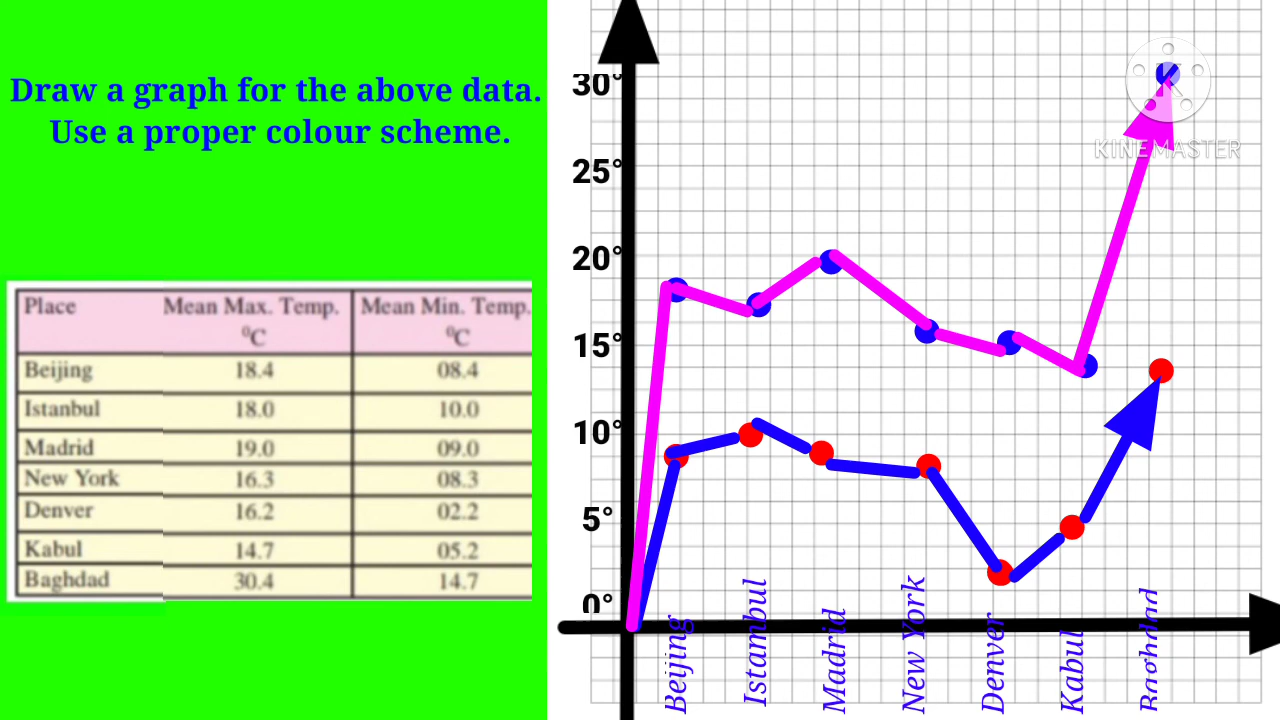 Draw a graph for the above data.
Use a proper colour scheme.
Place Mean Max. Temp. ⁰C Mean Min. Temp. ⁰C
Beijing 18.4 08.4
Istanbul 18.0 10.0
Madrid 19.0 09.0
New York 16.3 08.3
Denver 16.2 02.2
Kabul 14.7 05.2
Baghdad 30.4 14.7
30°
25°
20°
15°
10°
5°
0°
Beijing
Istambul
Madrid
New York
Denver
Kabul
Baghdad
KINEMASTER